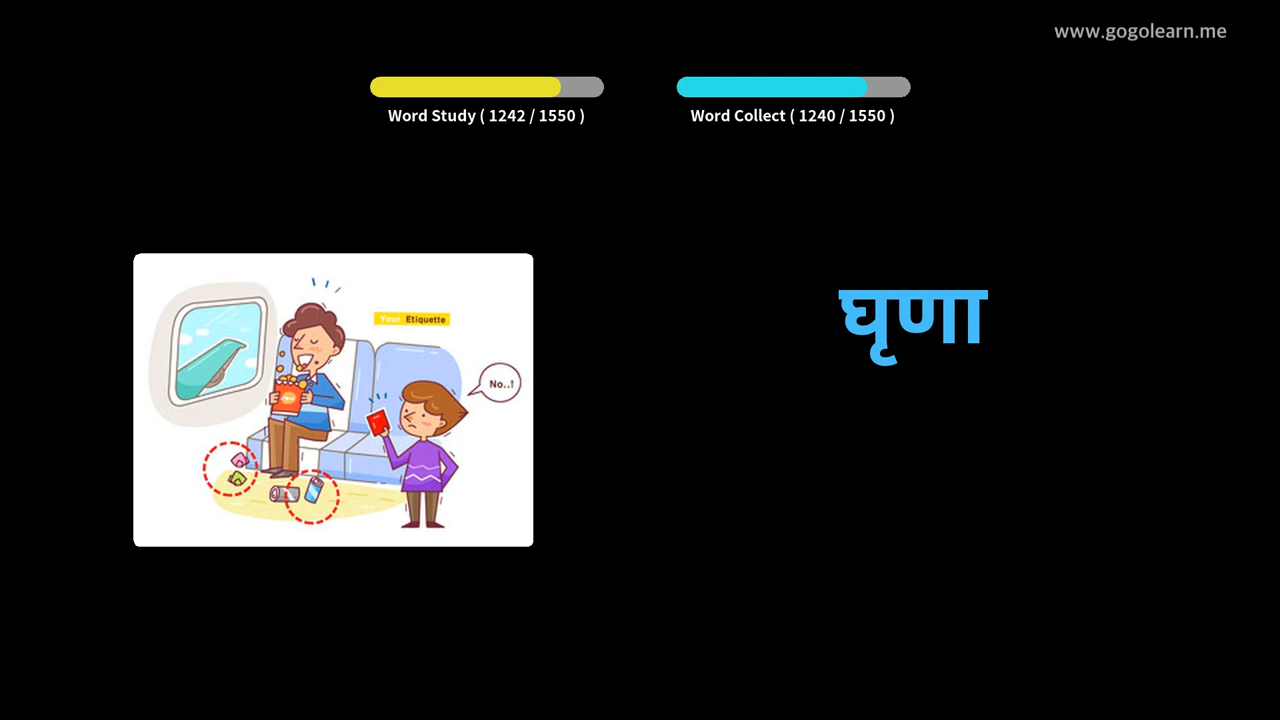 www.gogolearn.me
Word Study ( 1242 / 1550 )
Word Collect ( 1240 / 1550 )
Your Etiquette
No..!
घृणा